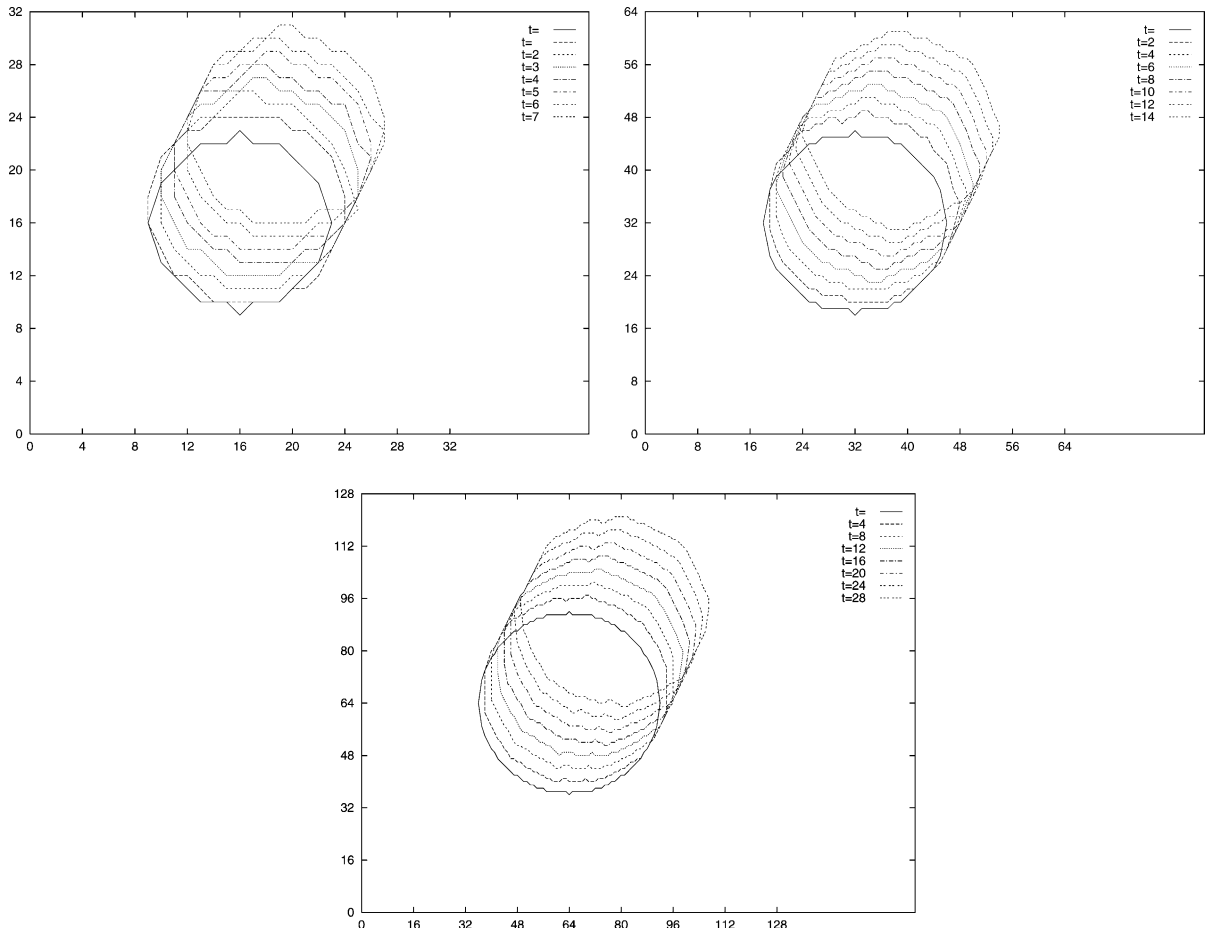 32
28
24
20
16
12
8
4
0
0 4 8 12 16 20 24 28 32
t=
t=
t=2
t=3
t=4
t=5
t=6
t=7
64
56
48
40
32
24
16
8
0
0 8 16 24 32 40 48 56 64
t=
t=2
t=4
t=6
t=8
t=10
t=12
t=14
128
112
96
80
64
48
32
16
0
0 16 32 48 64 80 96 112 128
t=
t=4
t=8
t=12
t=16
t=20
t=24
t=28